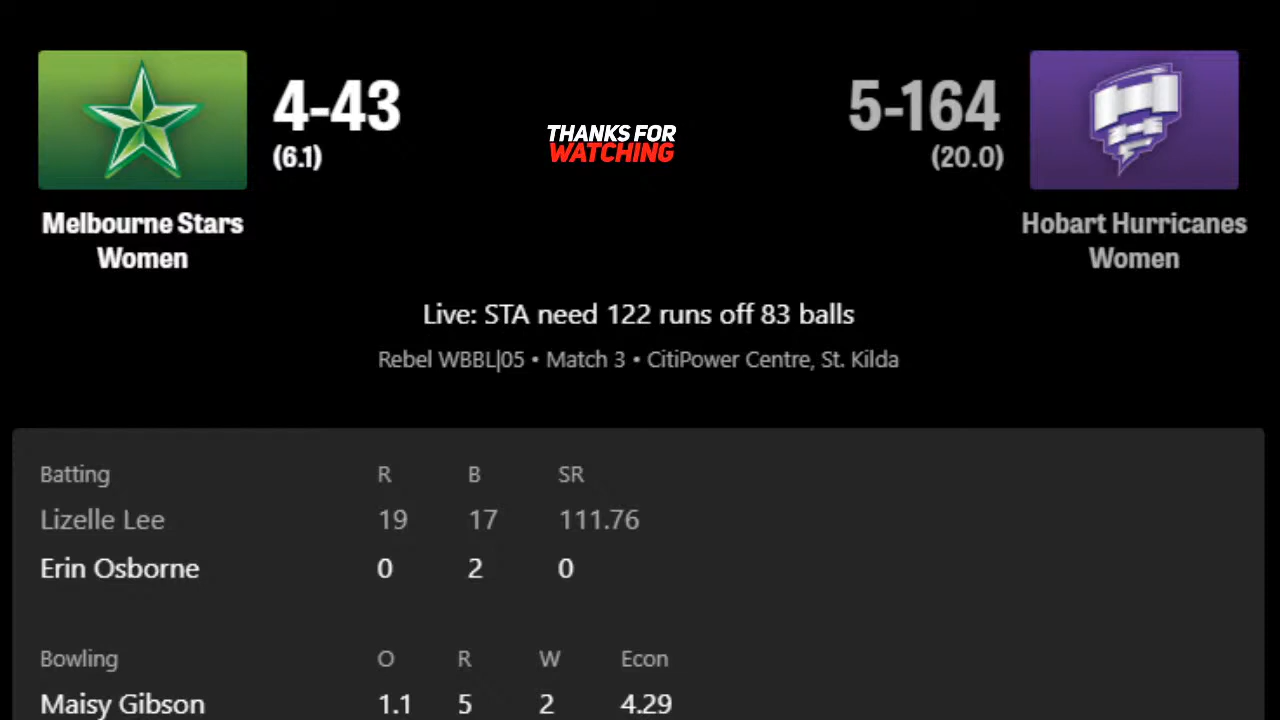 4-43
(6.1)
THANKS FOR
WATCHING
5-164
(20.0)
Melbourne Stars
Women
Hobart Hurricanes
Women
Live: STA need 122 runs off 83 balls
Rebel WBBL|05 • Match 3 • CitiPower Centre, St. Kilda
Batting R B SR
Lizelle Lee 19 17 111.76
Erin Osborne 0 2 0
Bowling O R W Econ
Maisy Gibson 1.1 5 2 4.29